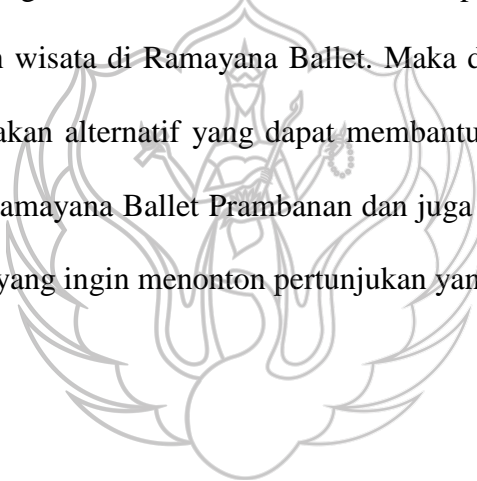 wisata di Ramayana Ballet. Maka d
akan alternatif yang dapat membantu
amayana Ballet Prambanan dan juga
yang ingin menonton pertunjukan yan